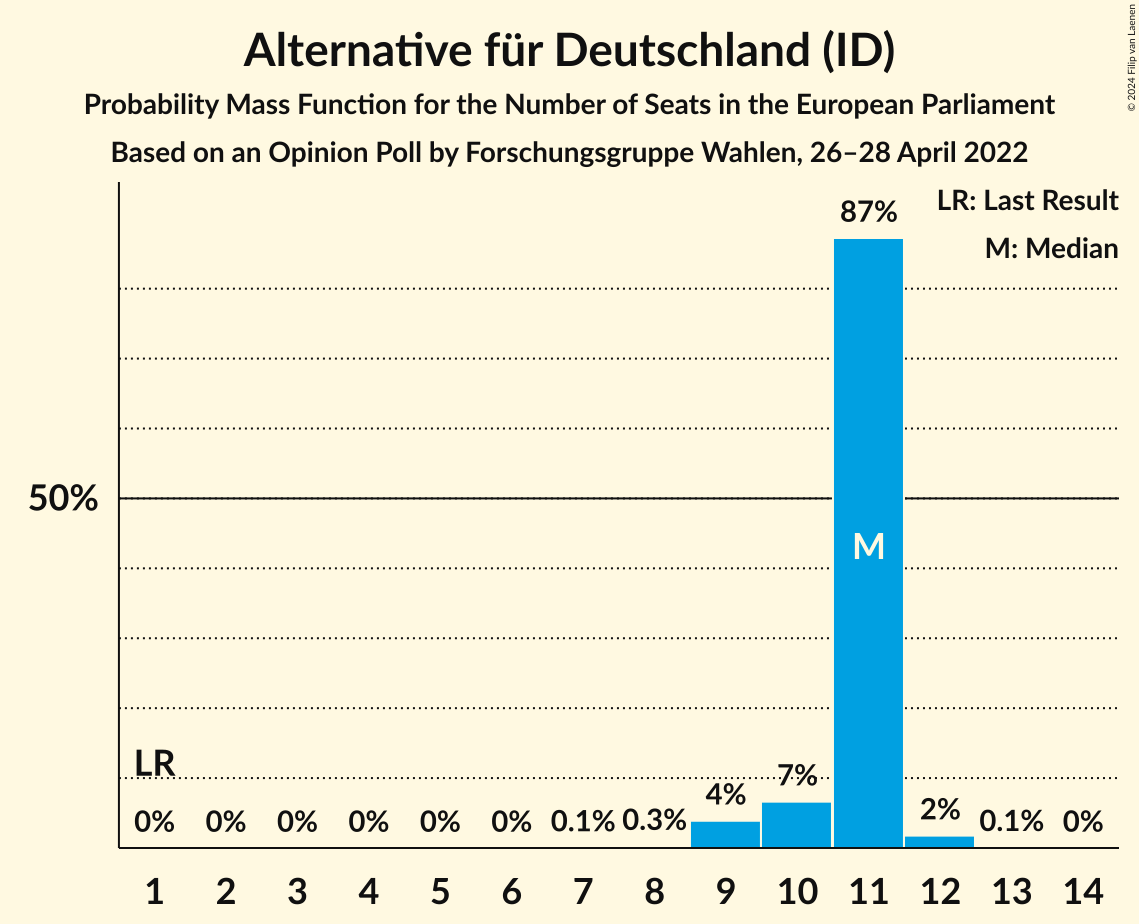 Alternative für Deutschland (ID)
Probability Mass Function for the Number of Seats in the European Parliament
Based on an Opinion Poll by Forschungsgruppe Wahlen, 26–28 April 2022
© 2024 Filip van Laenen
LR: Last Result
M: Median
87%
50%
M
LR
0% 0% 0% 0% 0% 0% 0.1% 0.3% 4% 7% 2% 0.1% 0%
1 2 3 4 5 6 7 8 9 10 11 12 13 14